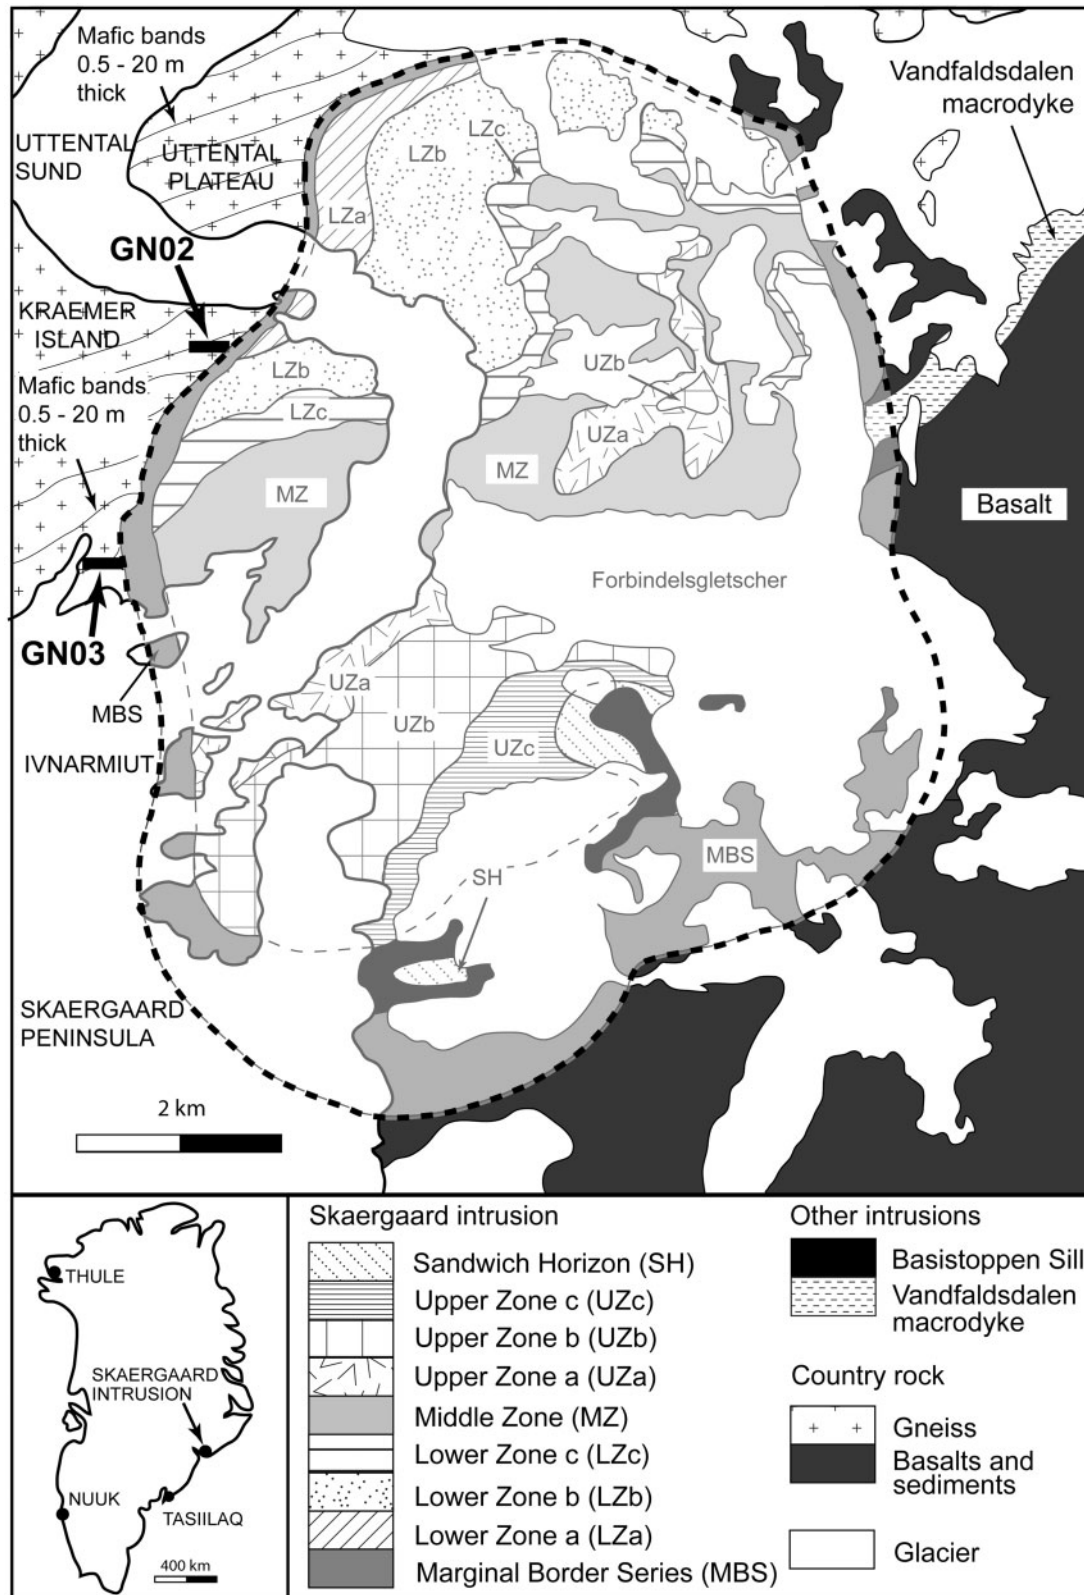 Mafic bands
0.5 - 20 m
thick
Vandfaldsdalen
macrodyke
UTTENTAL
SUND
UTTENTAL
PLATEAU
LZc
LZb
LZa
GN02
KRAEMER
ISLAND
Mafic bands
0.5 - 20 m
thick
LZb
LZc
UZb
UZa
MZ
MZ
Basalt
Forbindelsgletscher
GN03
MBS
UZa
UZb
UZc
IVNARMIUT
MBS
SH
SKAERGAARD
PENINSULA
2 km
THULE
SKAERGAARD
INTRUSION
NUUK
TASIILAQ
400 km
Skaergaard intrusion
Sandwich Horizon (SH)
Upper Zone c (UZc)
Upper Zone b (UZb)
Upper Zone a (UZa)
Middle Zone (MZ)
Lower Zone c (LZc)
Lower Zone b (LZb)
Lower Zone a (LZa)
Marginal Border Series (MBS)
Other intrusions
Basistoppen Sill
Vandfaldsdalen
macrodyke
Country rock
Gneiss
Basalts and
sediments
Glacier